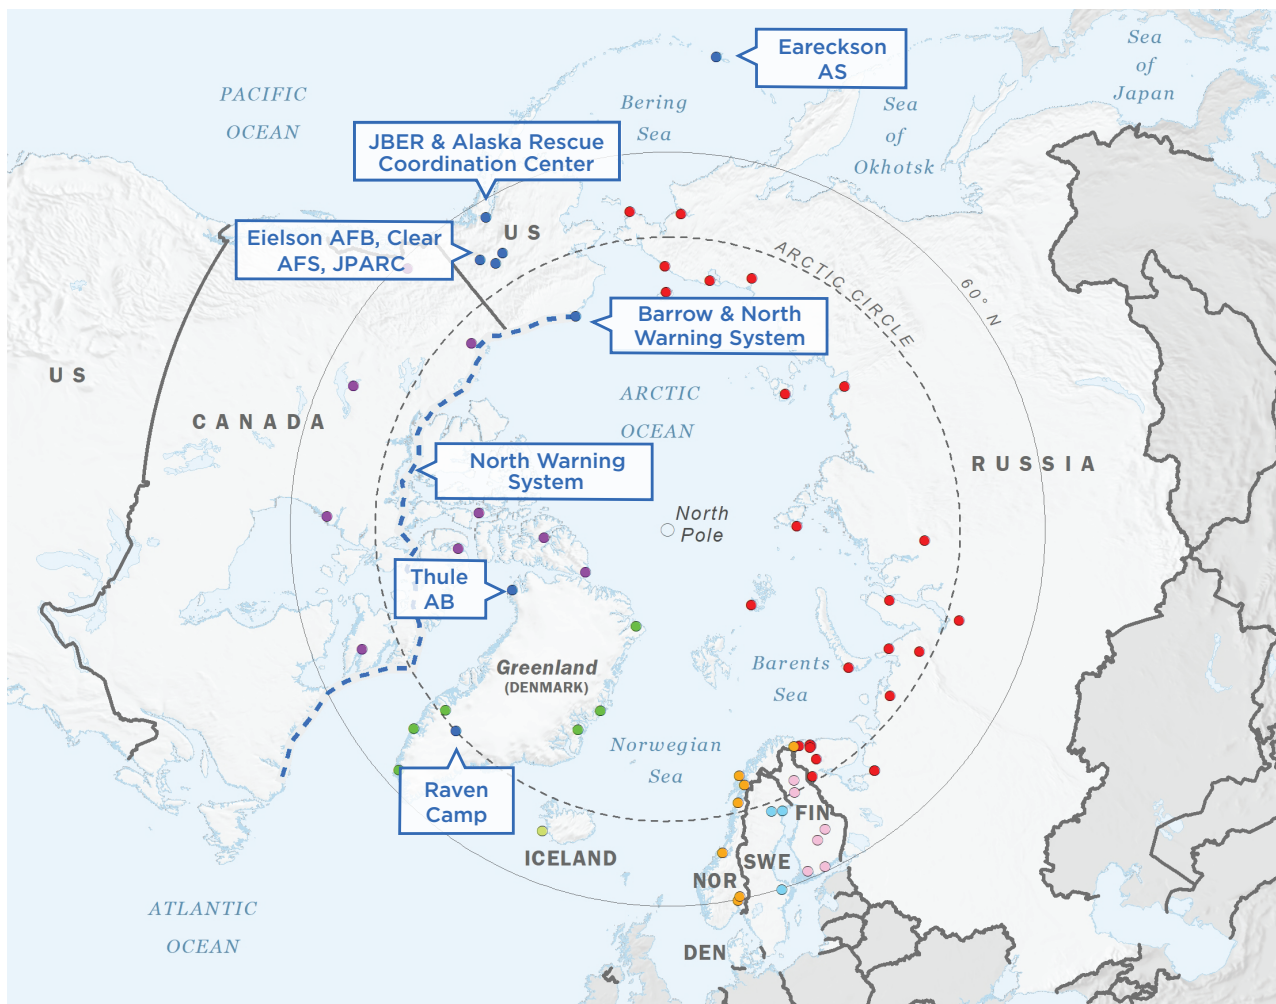 Eareckson
AS
Sea
of
Japan
PACIFIC
OCEAN
Bering
Sea
Sea
of
Okhotsk
JBER & Alaska Rescue
Coordination Center
Eielson AFB, Clear
AFS, JPARC
US
ARCTIC CIRCLE
60° N
Barrow & North
Warning System
US
CANADA
ARCTIC
OCEAN
RUSSIA
North Warning
System
North
Pole
Thule
AB
Greenland
(DENMARK)
Barents
Sea
Norwegian
Sea
Raven
Camp
FIN
ICELAND
SWE
NOR
ATLANTIC
OCEAN
DEN